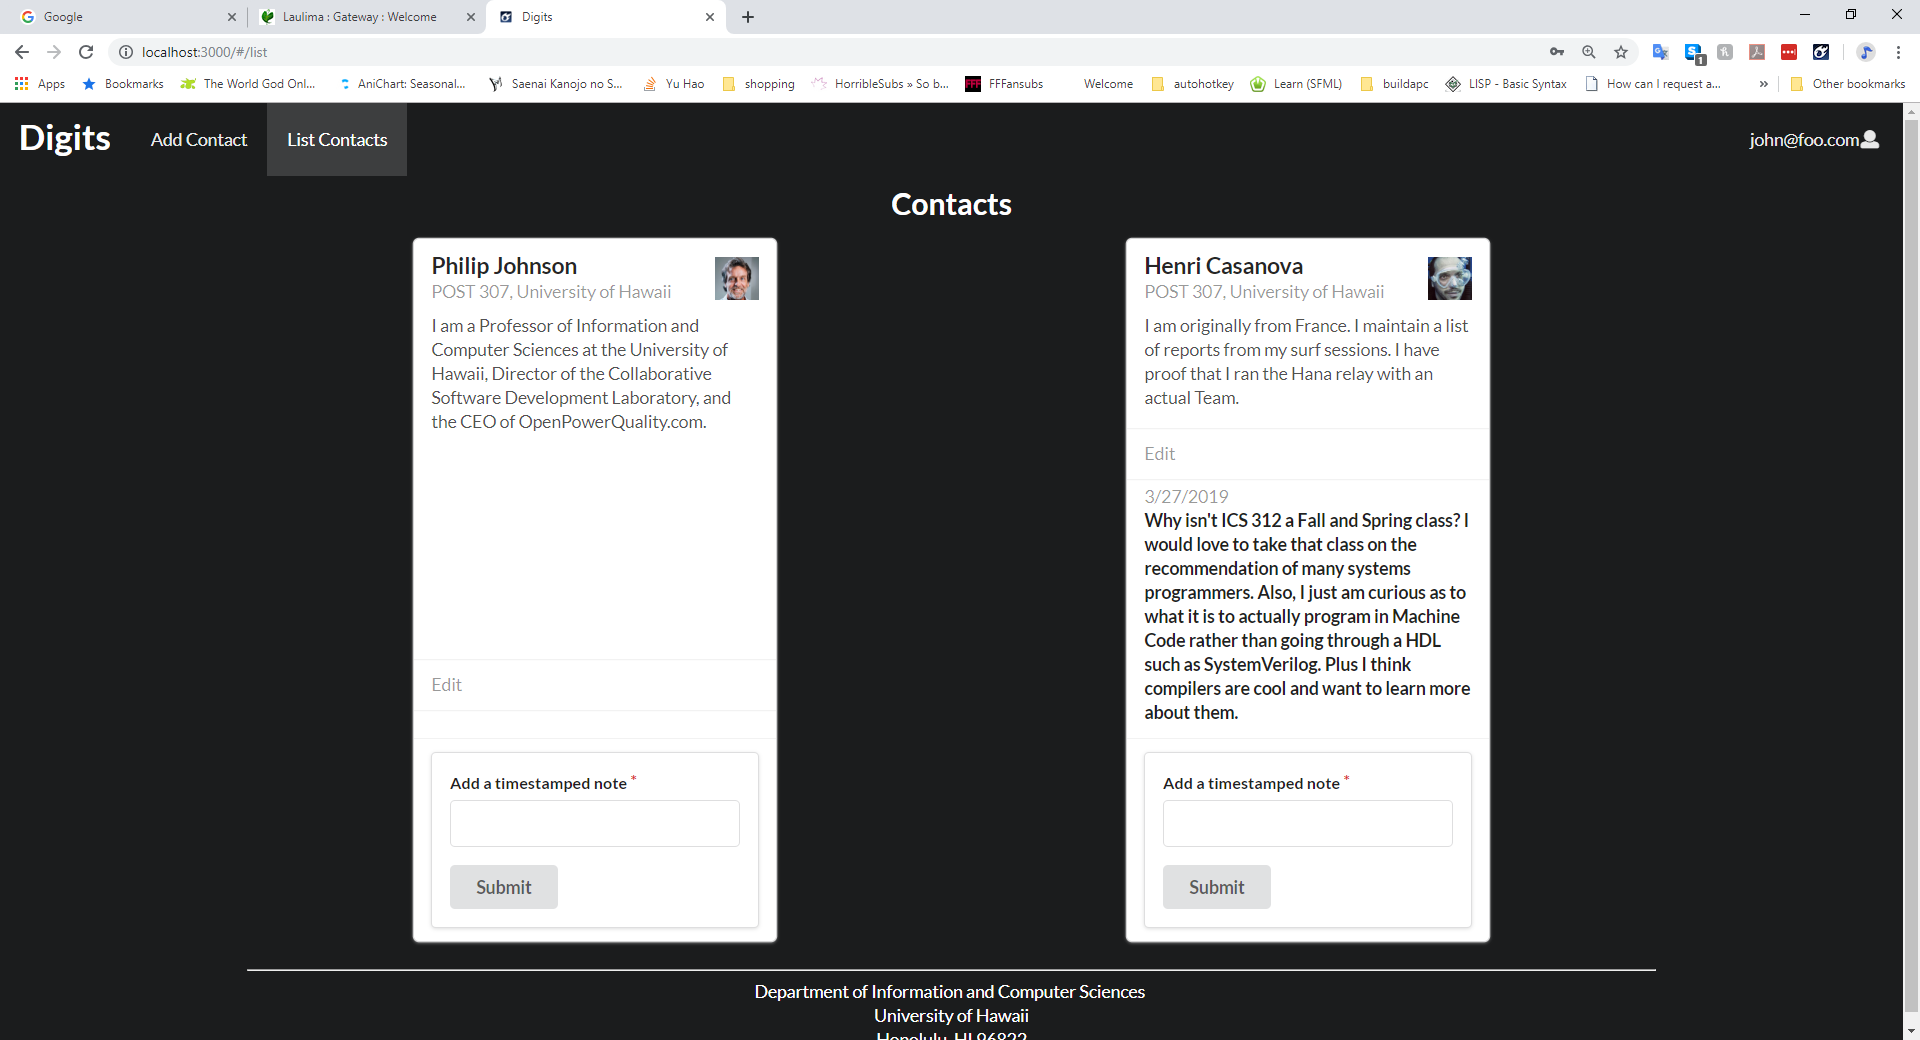 Google
Laulima : Gateway : Welcome
Digits
localhost:3000/#/list
1
Apps
Bookmarks
The World God Onl...
AniChart: Seasonal...
Saenai Kanojo no S...
Yu Hao
shopping
HorribleSubs » So b...
FFFansubs
Welcome
autohotkey
Learn (SFML)
buildapc
LISP - Basic Syntax
How can I request a...
»
Other bookmarks
Digits
Add Contact
List Contacts
john@foo.com
Contacts
Philip Johnson
POST 307, University of Hawaii
I am a Professor of Information and
Computer Sciences at the University of
Hawaii, Director of the Collaborative
Software Development Laboratory, and
the CEO of OpenPowerQuality.com.
Edit
Add a timestamped note *
Submit
Henri Casanova
POST 307, University of Hawaii
I am originally from France. I maintain a list
of reports from my surf sessions. I have
proof that I ran the Hana relay with an
actual Team.
Edit
3/27/2019
Why isn't ICS 312 a Fall and Spring class? I
would love to take that class on the
recommendation of many systems
programmers. Also, I just am curious as to
what it is to actually program in Machine
Code rather than going through a HDL
such as SystemVerilog. Plus I think
compilers are cool and want to learn more
about them.
Add a timestamped note *
Submit
Department of Information and Computer Sciences
University of Hawaii
Honolulu, HI 96822